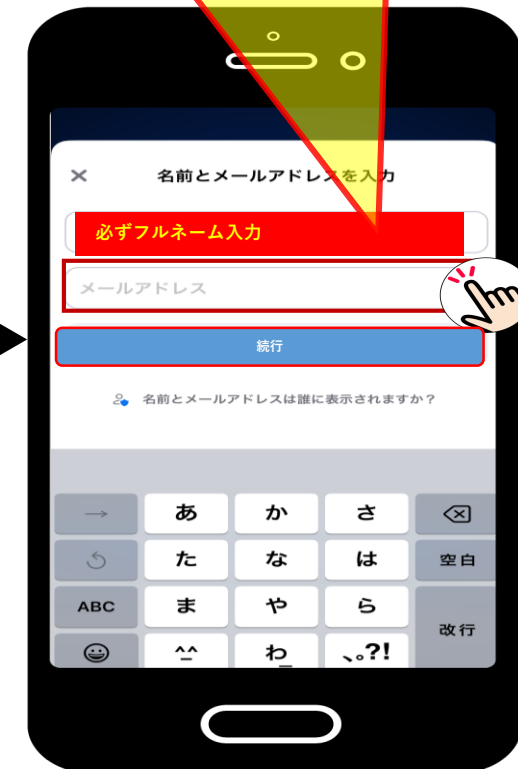 × 名前とメールアドレスを入力
必ずフルネーム入力
メールアドレス
続行
名前とメールアドレスは誰に表示されますか？
→ あ か さ
た な は 空白
ABC ま や ら
改行
^^ わ 、。?!